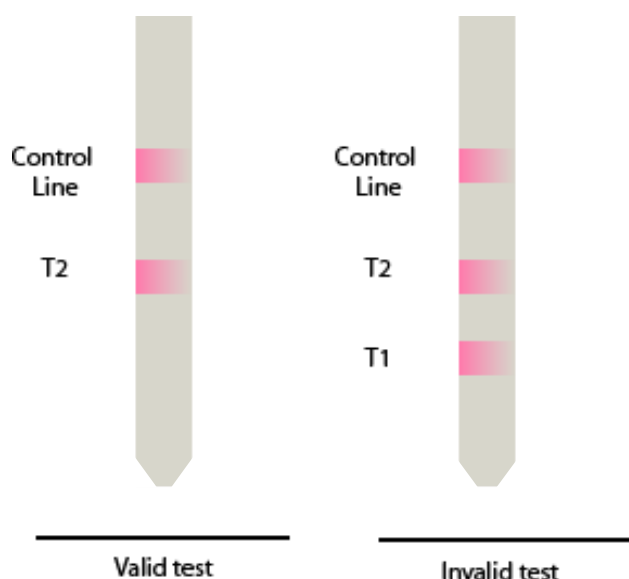 Control
Line
T2
Valid test
Control
Line
T2
T1
Invalid test